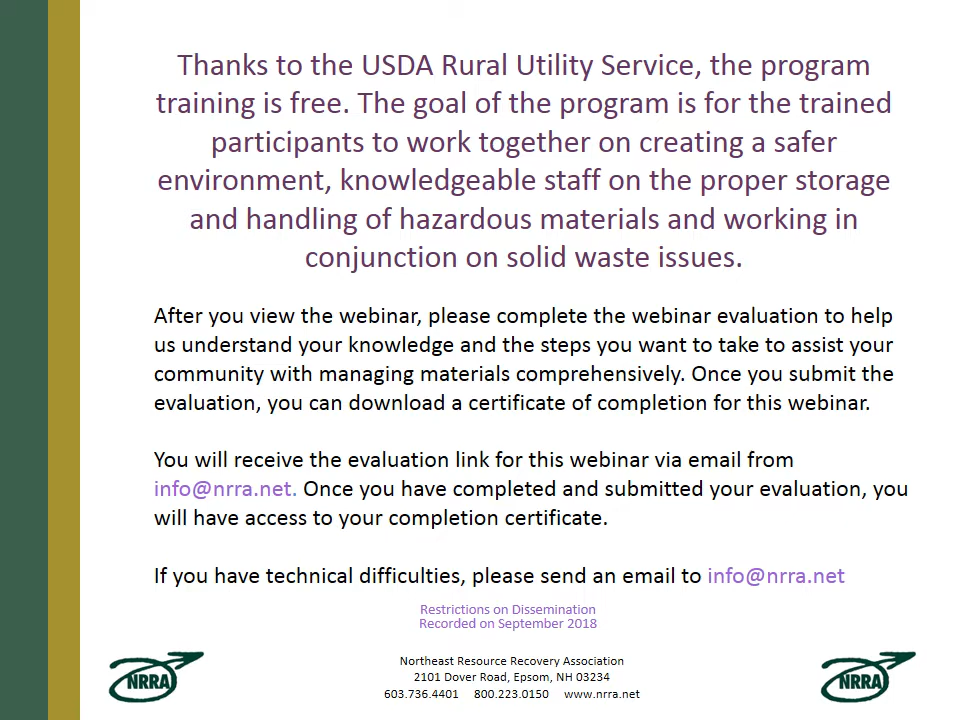 Thanks to the USDA Rural Utility Service, the program
training is free. The goal of the program is for the trained
participants to work together on creating a safer
environment, knowledgeable staff on the proper storage
and handling of hazardous materials and working in
conjunction on solid waste issues.
After you view the webinar, please complete the webinar evaluation to help
us understand your knowledge and the steps you want to take to assist your
community with managing materials comprehensively. Once you submit the
evaluation, you can download a certificate of completion for this webinar.
You will receive the evaluation link for this webinar via email from
info@nrra.net. Once you have completed and submitted your evaluation, you
will have access to your completion certificate.
If you have technical difficulties, please send an email to info@nrra.net
Restrictions on Dissemination
Recorded on September 2018
NRRA
Northeast Resource Recovery Association
2101 Dover Road, Epsom, NH 03234
603.736.4401 800.223.0150 www.nrra.net
NRRA